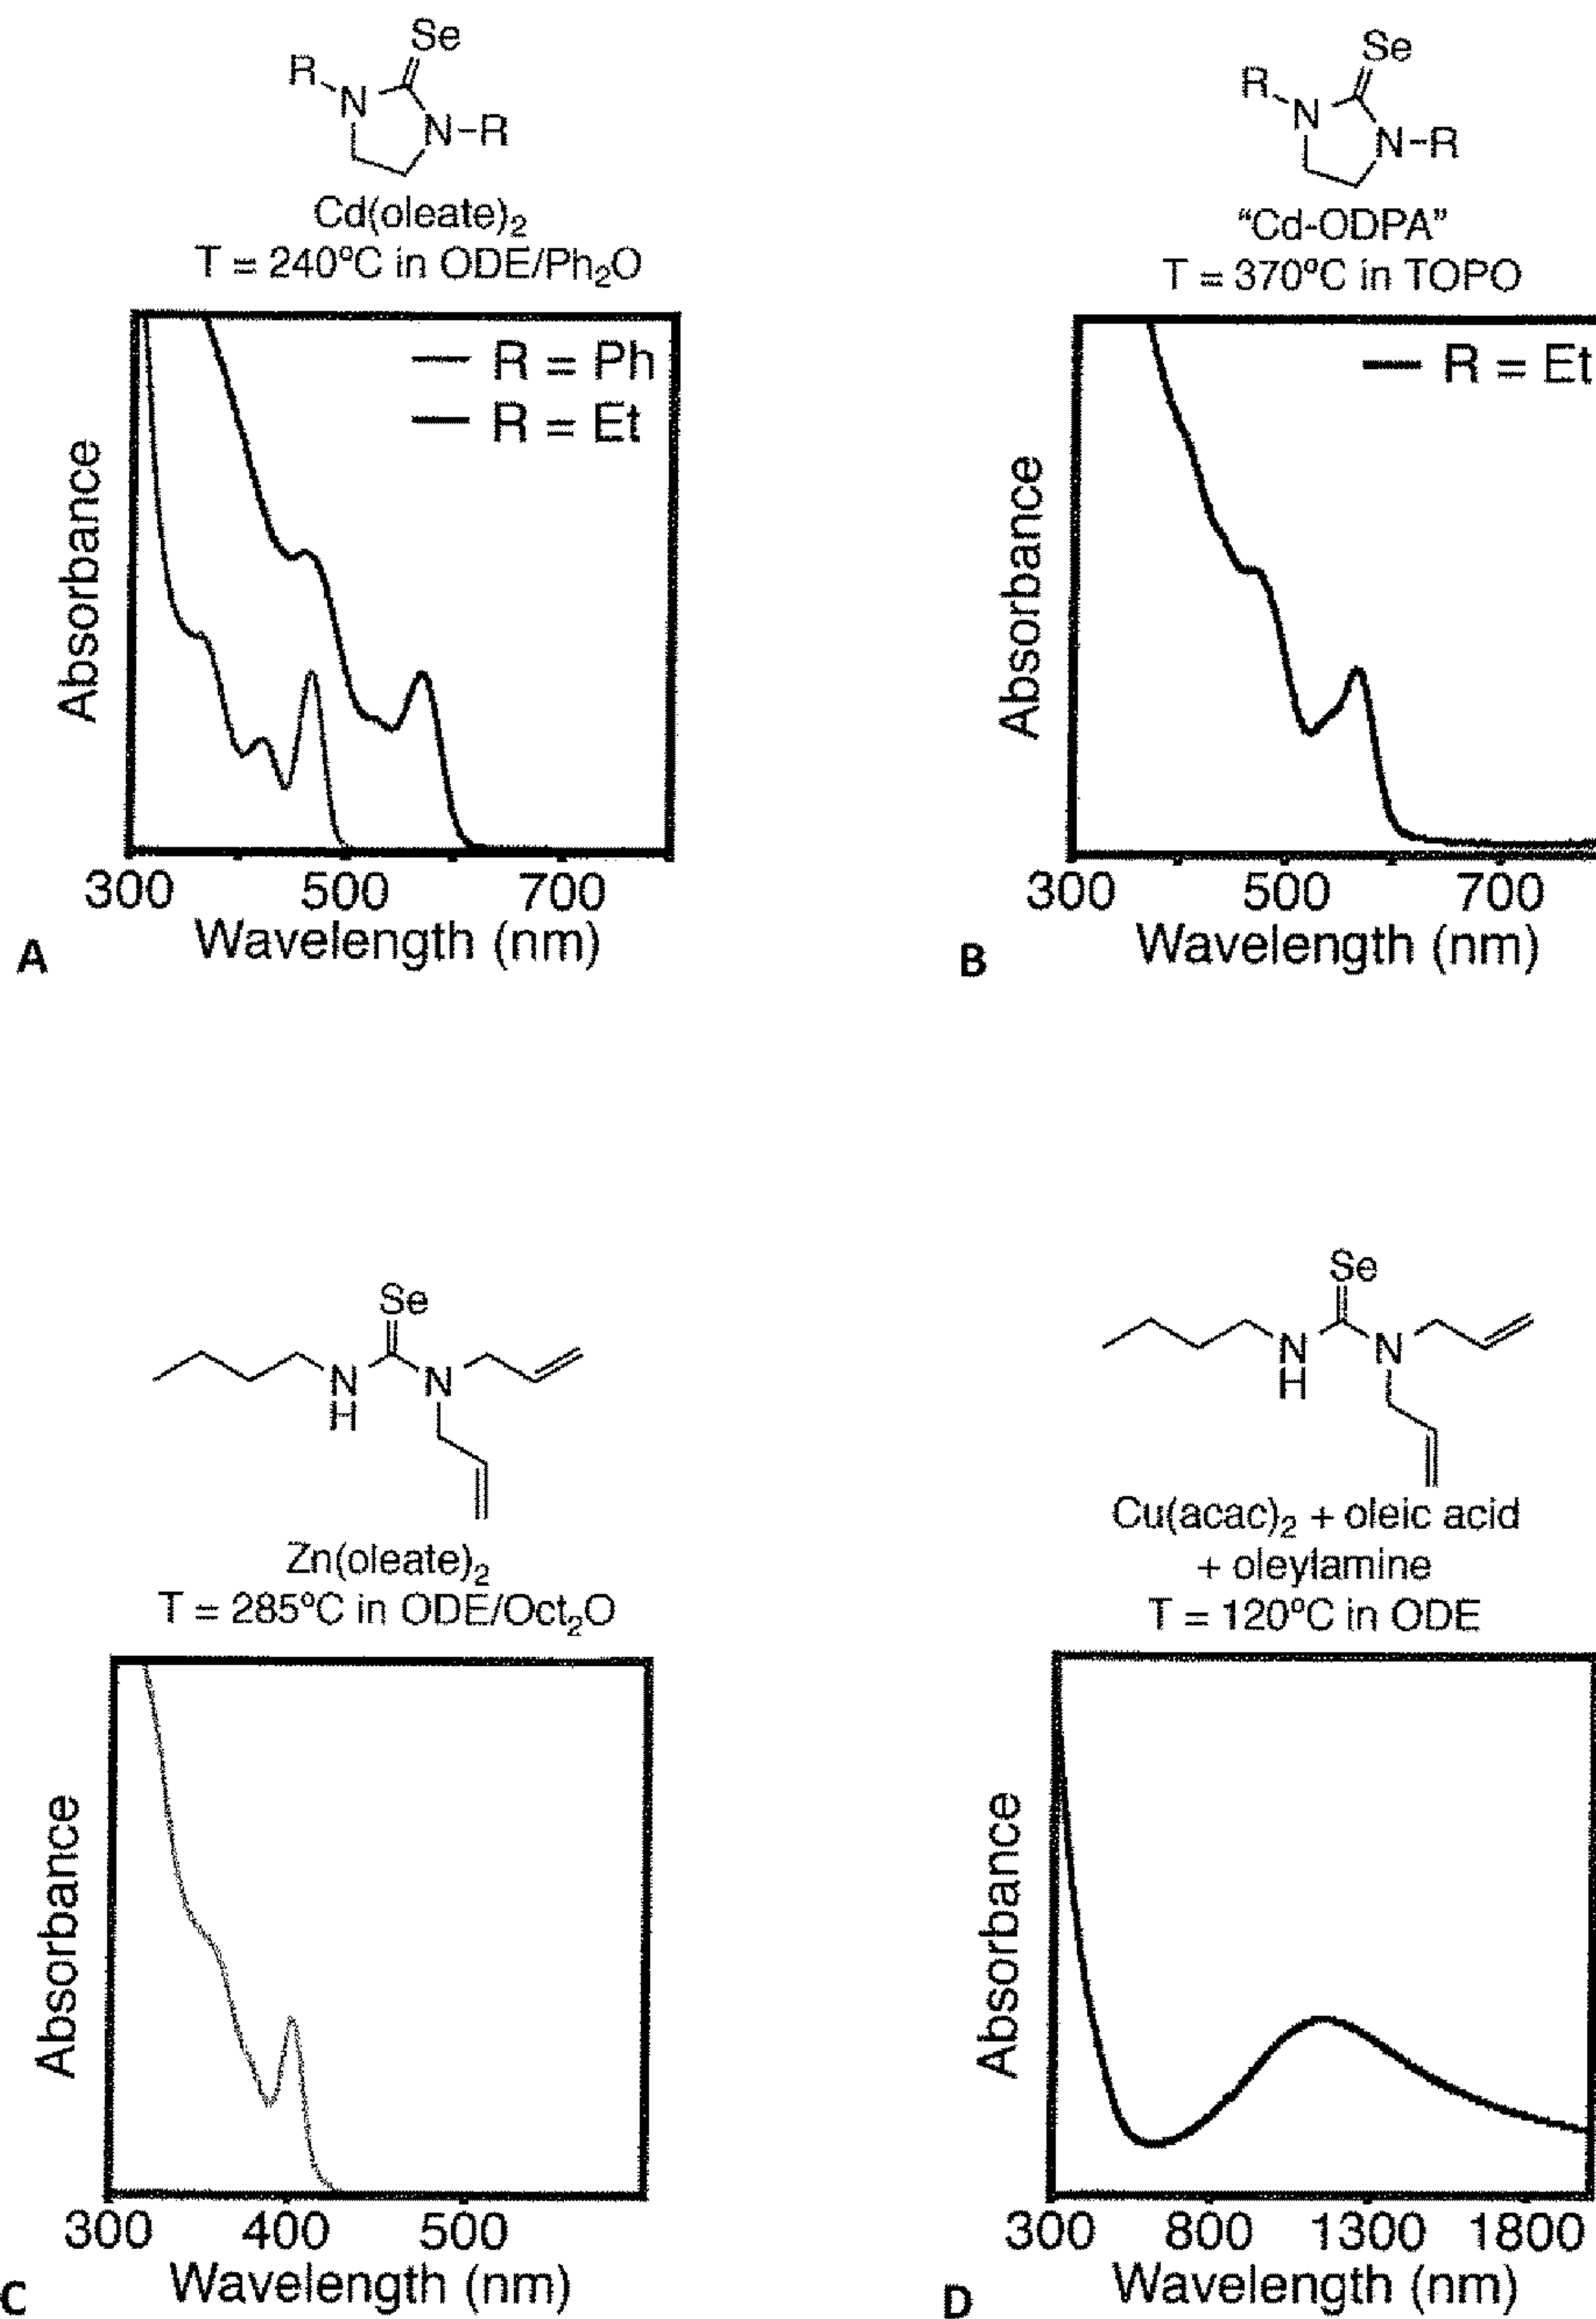 Se
R
N
N-R
Cd(oleate)₂
T = 240ºC in ODE/Ph₂O
R = Ph
R = Et
Absorbance
300 500 700
Wavelength (nm)
A
Se
R
N
N-R
“Cd-ODPA”
T = 370ºC in TOPO
R = Et
Absorbance
300 500 700
Wavelength (nm)
B
Se
N
H
N
Zn(oleate)₂
T = 285ºC in ODE/Oct₂O
Absorbance
300 400 500
Wavelength (nm)
C
Se
N
H
N
Cu(acac)₂ + oleic acid
+ oleylamine
T = 120ºC in ODE
Absorbance
300 800 1300 1800
Wavelength (nm)
D